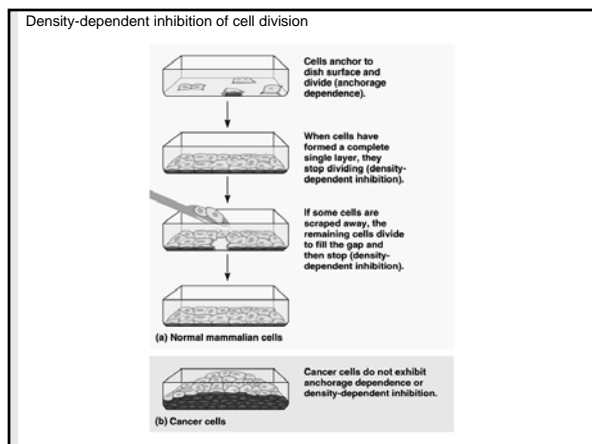 Density-dependent inhibition of cell division
Cells anchor to
dish surface and
divide (anchorage
dependence).
When cells have
formed a complete
single layer, they
stop dividing (density-
dependent inhibition).
If some cells are
scraped away, the
remaining cells divide
to fill the gap and
then stop (density-
dependent inhibition).
(a) Normal mammalian cells
Cancer cells do not exhibit
anchorage dependence or
density-dependent inhibition.
(b) Cancer cells